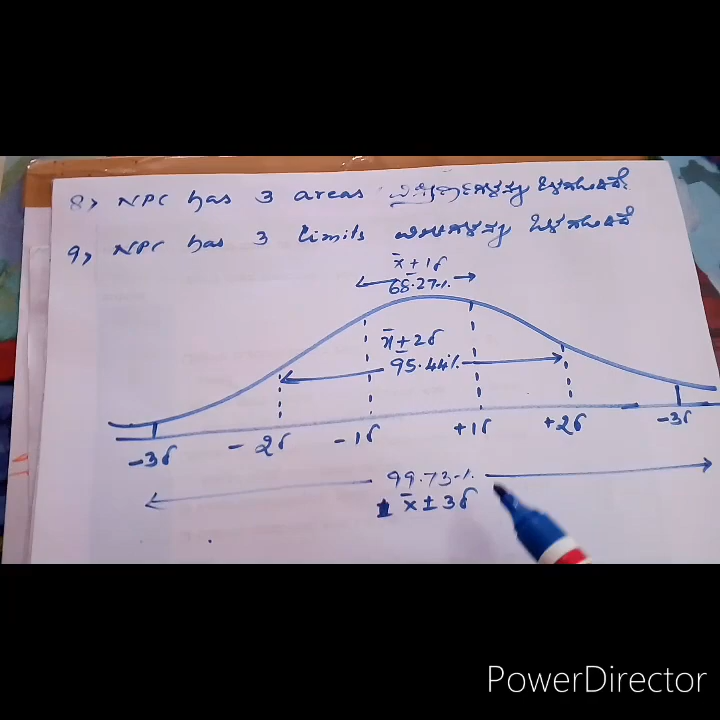 8) NPC has 3 areas
9) NPC has 3 limits
x̄ ± 1σ
68.27%
x̄ ± 2σ
95.44%
-3σ -2σ -1σ +1σ +2σ -3σ
99.73%
x̄ ± 3σ
PowerDirector